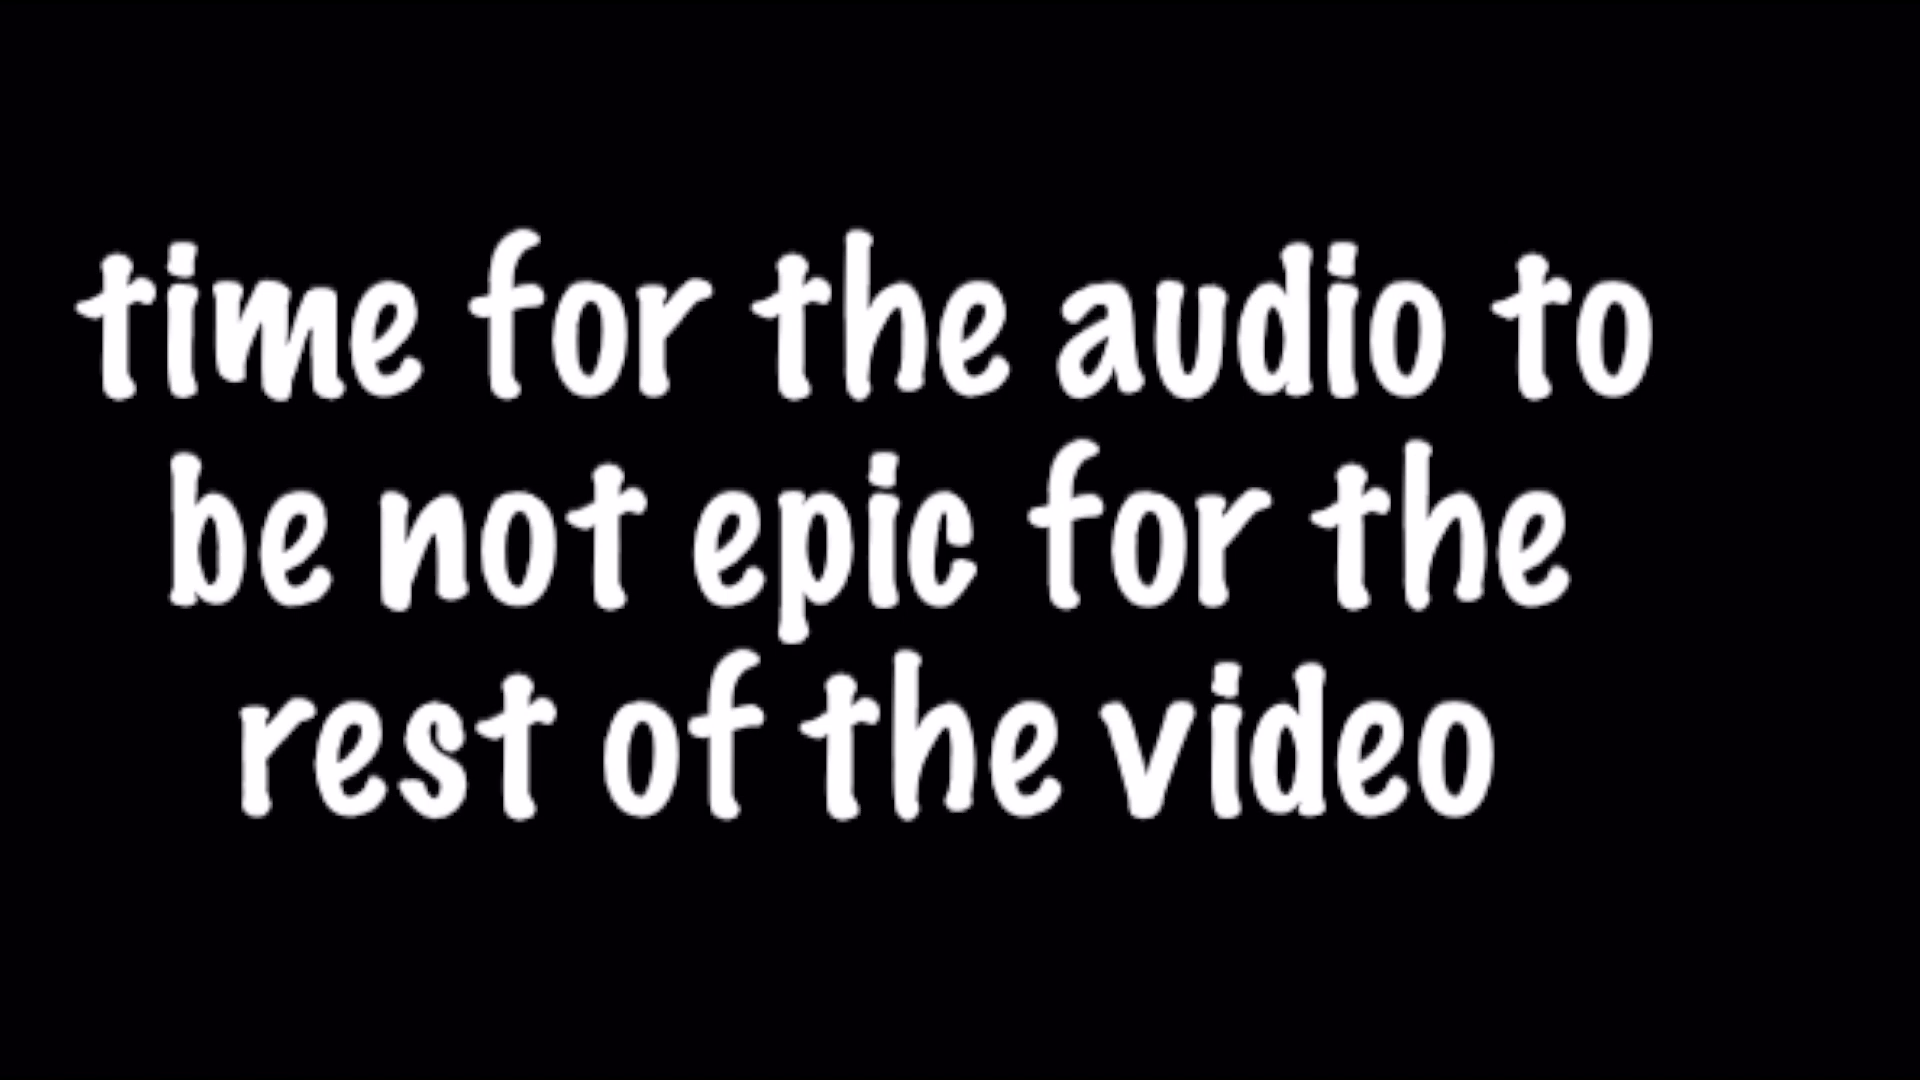 time for the audio to
be not epic for the
rest of the video